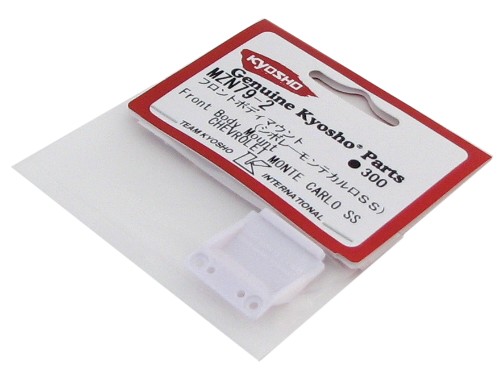 KYOSHO
Genuine Kyosho® Parts
MZN79-2
●300
フロントボディマウント
(シボレーモンテカルロSS)
Front Body Mount
CHEVROLET MONTE CARLO SS
TEAM KYOSHO
INTERNATIONAL